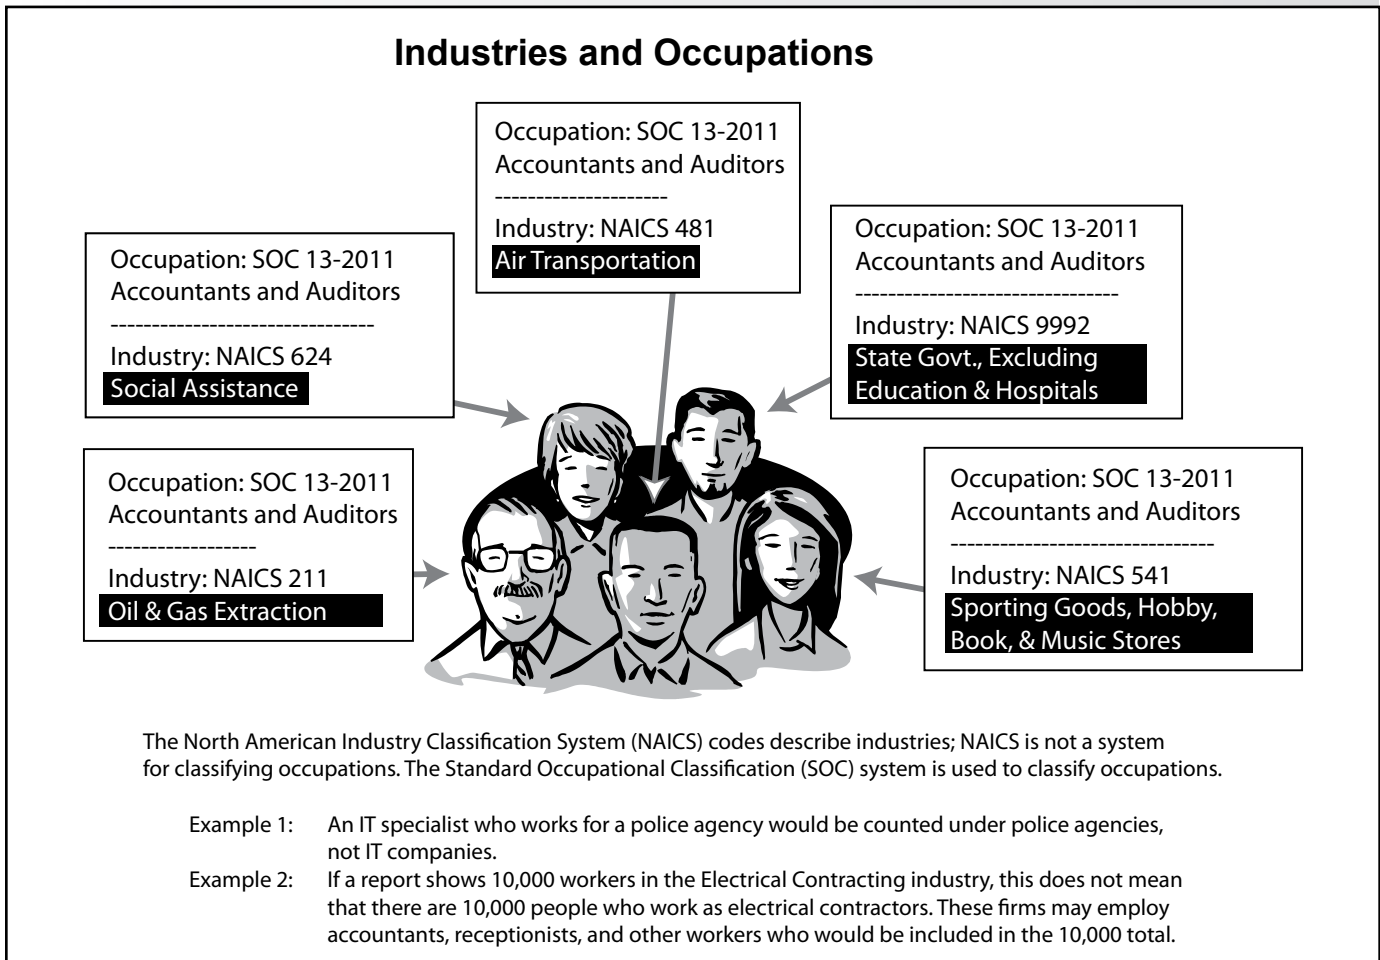 Industries and Occupations
Occupation: SOC 13-2011
Accountants and Auditors
---------------------
Industry: NAICS 481
Air Transportation
Occupation: SOC 13-2011
Accountants and Auditors
--------------------------------
Industry: NAICS 624
Social Assistance
Occupation: SOC 13-2011
Accountants and Auditors
--------------------------------
Industry: NAICS 9992
State Govt., Excluding
Education & Hospitals
Occupation: SOC 13-2011
Accountants and Auditors
------------------
Industry: NAICS 211
Oil & Gas Extraction
Occupation: SOC 13-2011
Accountants and Auditors
--------------------------------
Industry: NAICS 541
Sporting Goods, Hobby,
Book, & Music Stores
The North American Industry Classification System (NAICS) codes describe industries; NAICS is not a system
for classifying occupations. The Standard Occupational Classification (SOC) system is used to classify occupations.
Example 1: An IT specialist who works for a police agency would be counted under police agencies,
not IT companies.
Example 2: If a report shows 10,000 workers in the Electrical Contracting industry, this does not mean
that there are 10,000 people who work as electrical contractors. These firms may employ
accountants, receptionists, and other workers who would be included in the 10,000 total.